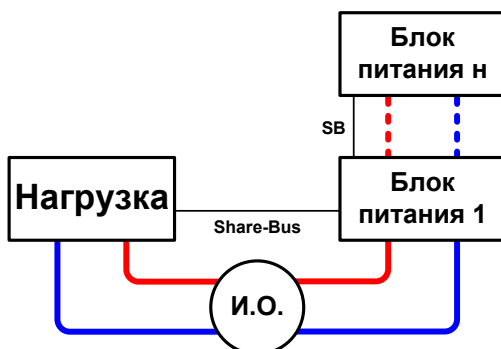 Блок
питания н
SB
Нагрузка
Блок
питания 1
Share-Bus
И.О.